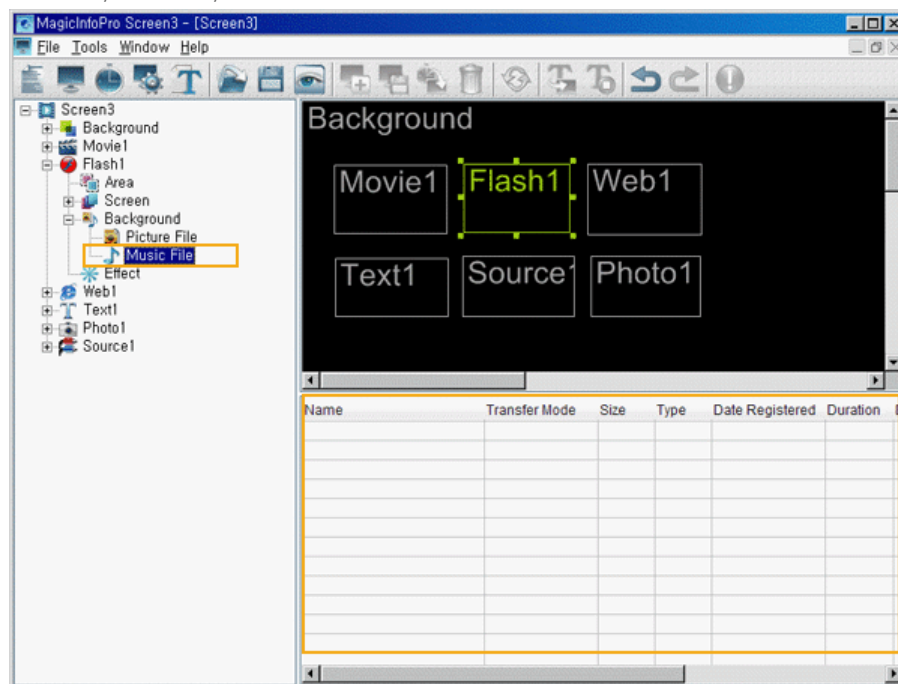 MagicInfoPro Screen3 - [Screen3]
File Tools Window Help
Screen3
Background
Movie1
Flash1
Area
Screen
Background
Picture File
Music File
Effect
Web1
Text1
Photo1
Source1
Background
Movie1 Flash1 Web1
Text1 Source1 Photo1
Name Transfer Mode Size Type Date Registered Duration